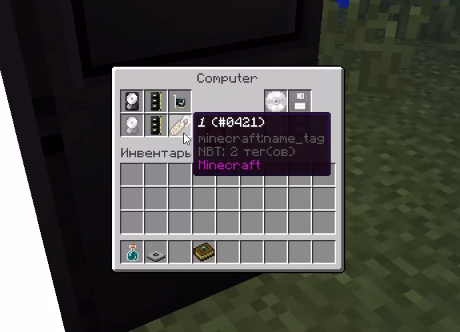 Computer
1 (#0421)
minecraft:name_tag
NBT: 2 тег(ов)
Minecraft
Инвентарь